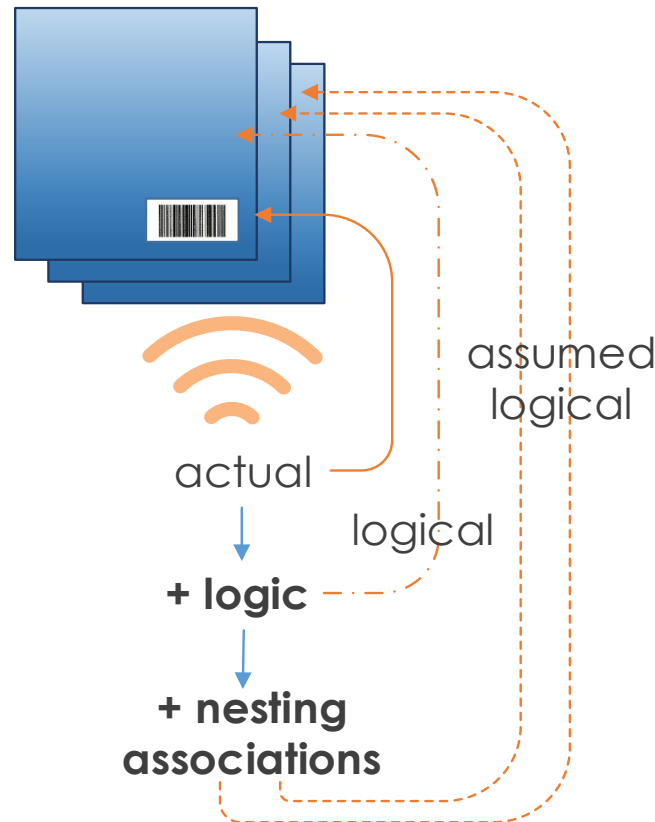 assumed
logical
actual
logical
+ logic
+ nesting
associations